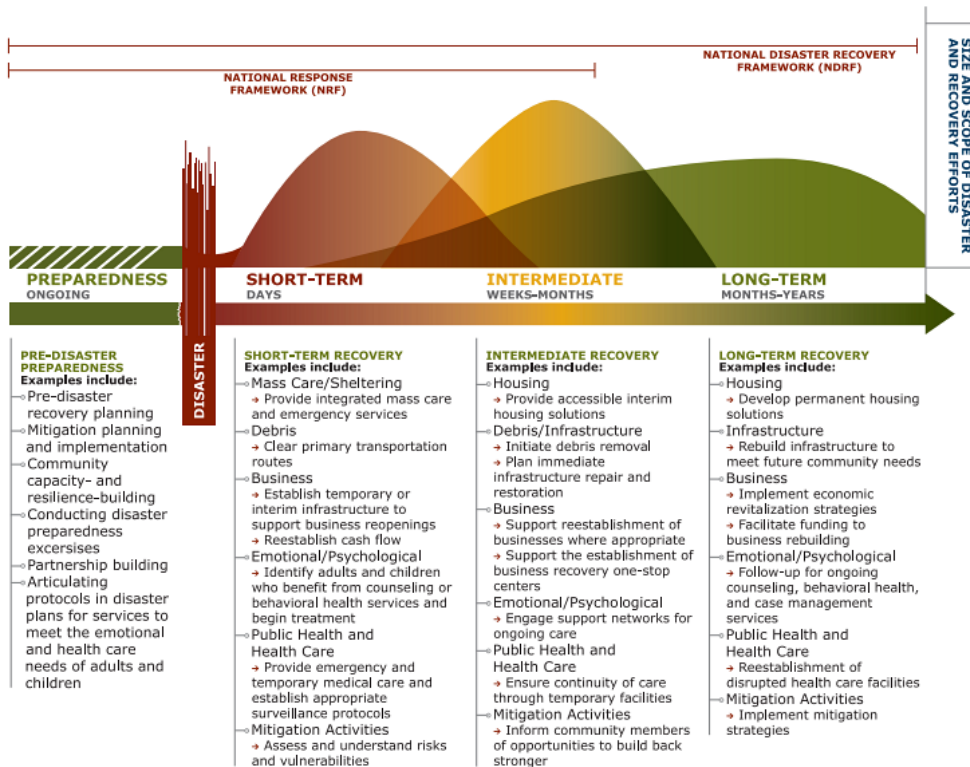 NATIONAL DISASTER RECOVERY
FRAMEWORK (NDRF)
NATIONAL RESPONSE
FRAMEWORK (NRF)
SIZE AND SCOPE OF DISASTER
AND RECOVERY EFFORTS
PREPAREDNESS
ONGOING
SHORT-TERM
DAYS
INTERMEDIATE
WEEKS-MONTHS
LONG-TERM
MONTHS-YEARS
DISASTER
PRE-DISASTER
PREPAREDNESS
Examples include:
Pre-disaster
recovery planning
Mitigation planning
and implementation
Community
capacity- and
resilience-building
Conducting disaster
preparedness
excersises
Partnership building
Articulating
protocols in disaster
plans for services to
meet the emotional
and health care
needs of adults and
children
SHORT-TERM RECOVERY
Examples include:
Mass Care/Sheltering
→ Provide integrated mass care
and emergency services
Debris
→ Clear primary transportation
routes
Business
→ Establish temporary or
interim infrastructure to
support business reopenings
→ Reestablish cash flow
Emotional/Psychological
→ Identify adults and children
who benefit from counseling or
behavioral health services and
begin treatment
Public Health and
Health Care
→ Provide emergency and
temporary medical care and
establish appropriate
surveillance protocols
Mitigation Activities
→ Assess and understand risks
and vulnerabilities
INTERMEDIATE RECOVERY
Examples include:
Housing
→ Provide accessible interim
housing solutions
Debris/Infrastructure
→ Initiate debris removal
→ Plan immediate
infrastructure repair and
restoration
Business
→ Support reestablishment of
businesses where appropriate
→ Support the establishment of
business recovery one-stop
centers
Emotional/Psychological
→ Engage support networks for
ongoing care
Public Health and
Health Care
→ Ensure continuity of care
through temporary facilities
Mitigation Activities
→ Inform community members
of opportunities to build back
stronger
LONG-TERM RECOVERY
Examples include:
Housing
→ Develop permanent housing
solutions
Infrastructure
→ Rebuild infrastructure to
meet future community needs
Business
→ Implement economic
revitalization strategies
→ Facilitate funding to
business rebuilding
Emotional/Psychological
→ Follow-up for ongoing
counseling, behavioral health,
and case management
services
Public Health and
Health Care
→ Reestablishment of
disrupted health care facilities
Mitigation Activities
→ Implement mitigation
strategies